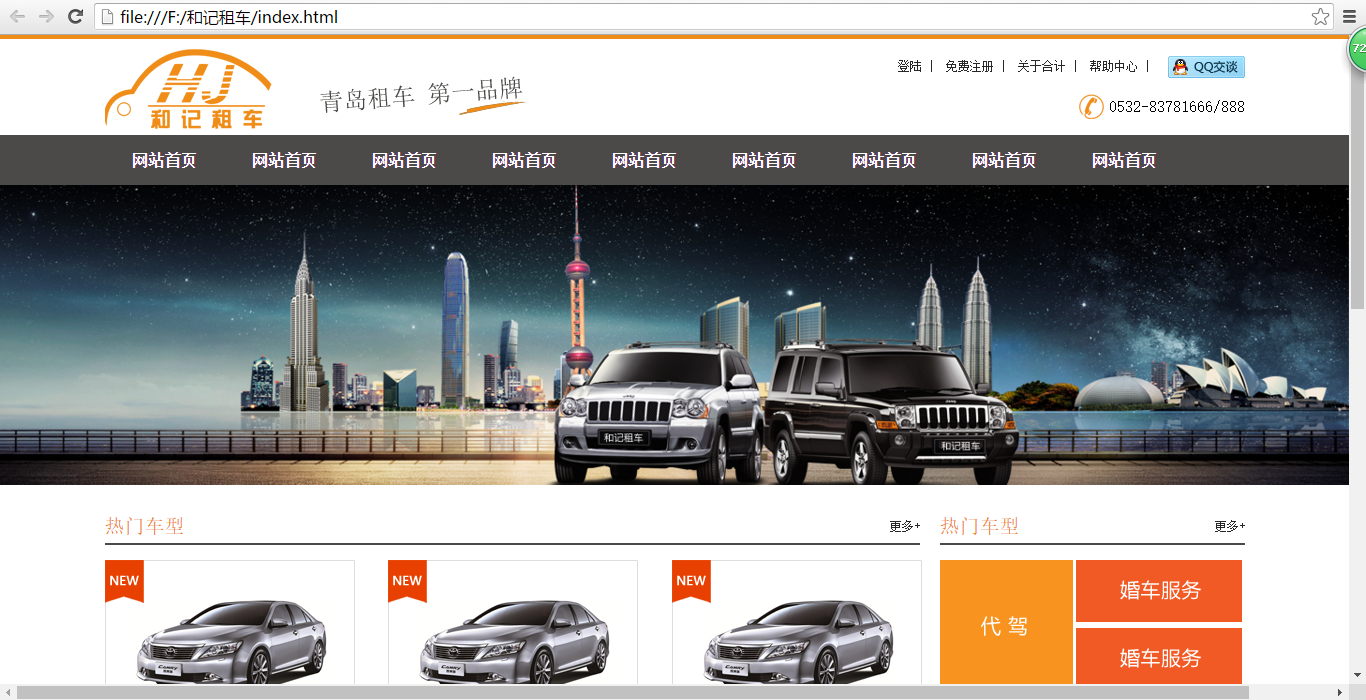 file:///F:/和记租车/index.html
72
HJ
和记租车
青岛租车 第一品牌
登陆 | 免费注册 | 关于合计 | 帮助中心 | QQ交谈
0532-83781666/888
网站首页 网站首页 网站首页 网站首页 网站首页 网站首页 网站首页 网站首页 网站首页
和记租车 和记租车
热门车型 更多+ 热门车型 更多+
NEW NEW NEW
婚车服务
代 驾
婚车服务
CAMRY CAMRY CAMRY